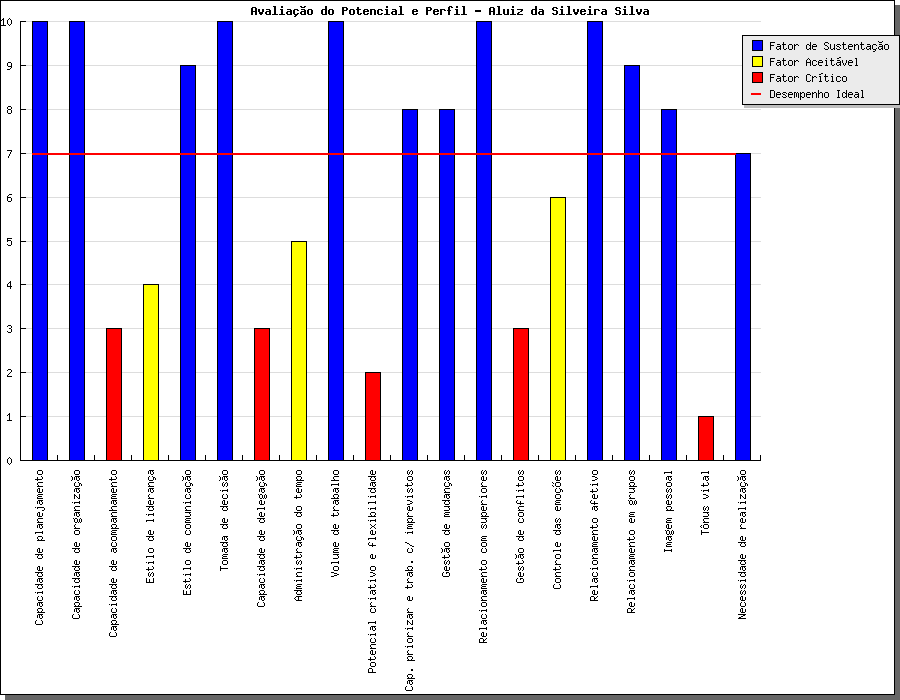 Avaliação do Potencial e Perfil - Aluiz da Silveira Silva
10
9
8
7
6
5
4
3
2
1
0
Fator de Sustentação
Fator Aceitável
Fator Crítico
Desempenho Ideal
Capacidade de planejamento
Capacidade de organização
Capacidade de acompanhamento
Estilo de liderança
Estilo de comunicação
Tomada de decisão
Capacidade de delegação
Administração do tempo
Volume de trabalho
Potencial criativo e flexibilidade
Cap. priorizar e trab. c/ imprevistos
Gestão de mudanças
Relacionamento com superiores
Gestão de conflitos
Controle das emoções
Relacionamento afetivo
Relacionamento em grupos
Imagem pessoal
Tônus vital
Necessidade de realização